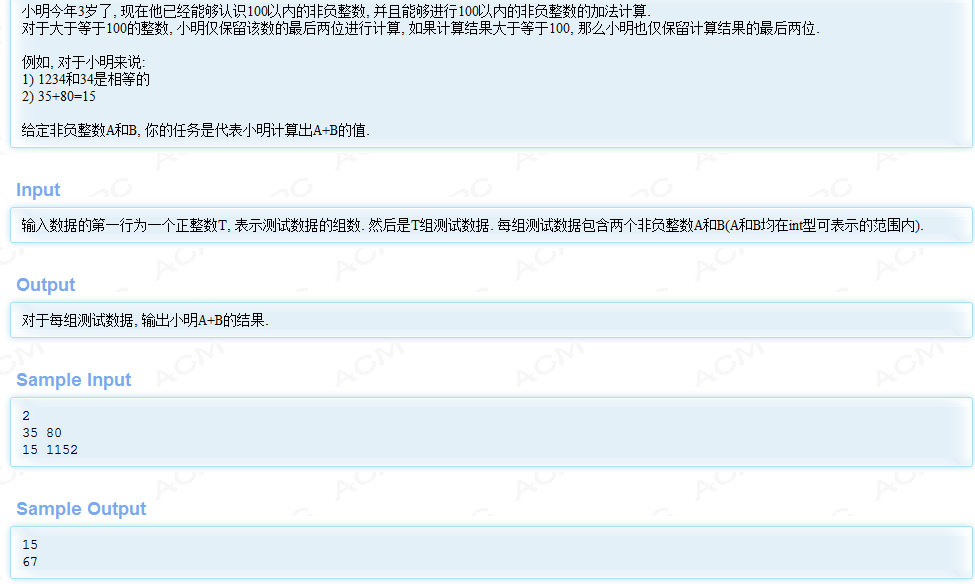 小明今年3岁了, 现在他已经能够认识100以内的非负整数, 并且能够进行100以内的非负整数的加法计算.
对于大于等于100的整数, 小明仅保留该数的最后两位进行计算, 如果计算结果大于等于100, 那么小明也仅保留计算结果的最后两位.
例如, 对于小明来说:
1) 1234和34是相等的
2) 35+80=15
给定非负整数A和B, 你的任务是代表小明计算出A+B的值.
Input
输入数据的第一行为一个正整数T, 表示测试数据的组数. 然后是T组测试数据. 每组测试数据包含两个非负整数A和B(A和B均在int型可表示的范围内).
Output
对于每组测试数据, 输出小明A+B的结果.
Sample Input
2
35 80
15 1152
Sample Output
15
67